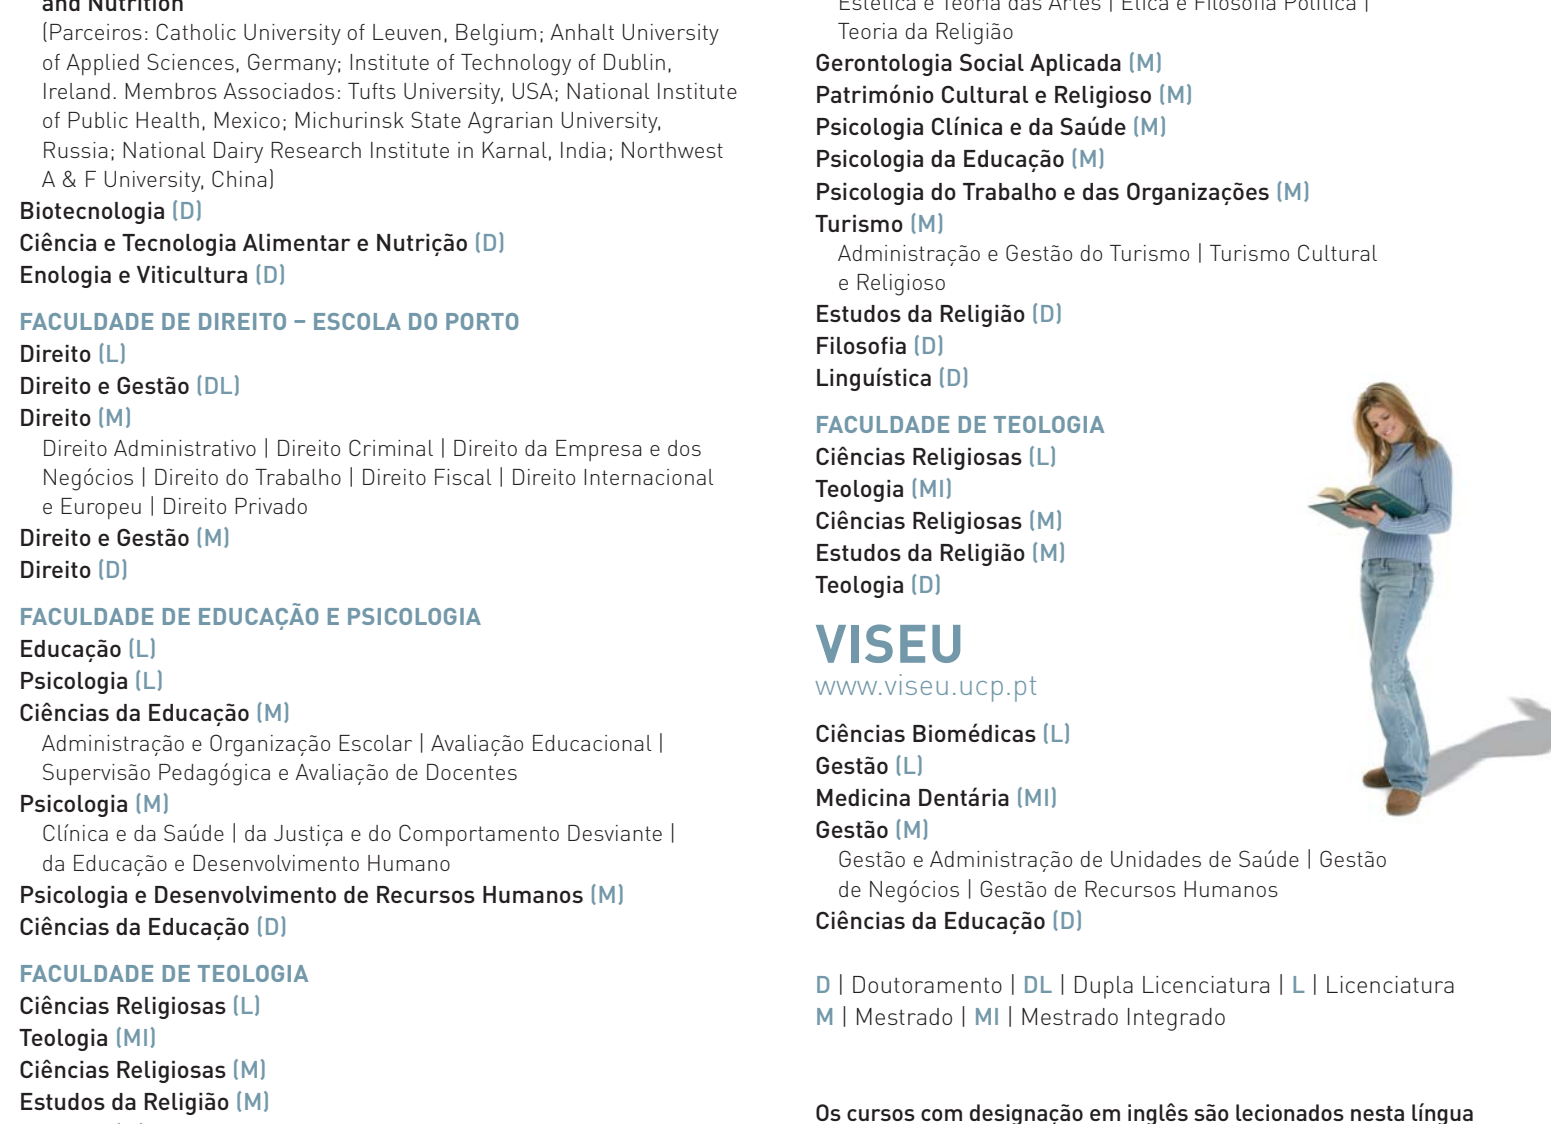 and Nutrition
(Parceiros: Catholic University of Leuven, Belgium; Anhalt University
of Applied Sciences, Germany; Institute of Technology of Dublin,
Ireland. Membros Associados: Tufts University, USA; National Institute
of Public Health, Mexico; Michurinsk State Agrarian University,
Russia; National Dairy Research Institute in Karnal, India; Northwest
A & F University, China)
Biotecnologia (D)
Ciência e Tecnologia Alimentar e Nutrição (D)
Enologia e Viticultura (D)
FACULDADE DE DIREITO – ESCOLA DO PORTO
Direito (L)
Direito e Gestão (DL)
Direito (M)
Direito Administrativo | Direito Criminal | Direito da Empresa e dos
Negócios | Direito do Trabalho | Direito Fiscal | Direito Internacional
e Europeu | Direito Privado
Direito e Gestão (M)
Direito (D)
FACULDADE DE EDUCAÇÃO E PSICOLOGIA
Educação (L)
Psicologia (L)
Ciências da Educação (M)
Administração e Organização Escolar | Avaliação Educacional |
Supervisão Pedagógica e Avaliação de Docentes
Psicologia (M)
Clínica e da Saúde | da Justiça e do Comportamento Desviante |
da Educação e Desenvolvimento Humano
Psicologia e Desenvolvimento de Recursos Humanos (M)
Ciências da Educação (D)
FACULDADE DE TEOLOGIA
Ciências Religiosas (L)
Teologia (MI)
Ciências Religiosas (M)
Estudos da Religião (M)
Estética e Teoria das Artes | Ética e Filosofia Política |
Teoria da Religião
Gerontologia Social Aplicada (M)
Património Cultural e Religioso (M)
Psicologia Clínica e da Saúde (M)
Psicologia da Educação (M)
Psicologia do Trabalho e das Organizações (M)
Turismo (M)
Administração e Gestão do Turismo | Turismo Cultural
e Religioso
Estudos da Religião (D)
Filosofia (D)
Linguística (D)
FACULDADE DE TEOLOGIA
Ciências Religiosas (L)
Teologia (MI)
Ciências Religiosas (M)
Estudos da Religião (M)
Teologia (D)
VISEU
www.viseu.ucp.pt
Ciências Biomédicas (L)
Gestão (L)
Medicina Dentária (MI)
Gestão (M)
Gestão e Administração de Unidades de Saúde | Gestão
de Negócios | Gestão de Recursos Humanos
Ciências da Educação (D)
D | Doutoramento | DL | Dupla Licenciatura | L | Licenciatura
M | Mestrado | MI | Mestrado Integrado
Os cursos com designação em inglês são lecionados nesta língua